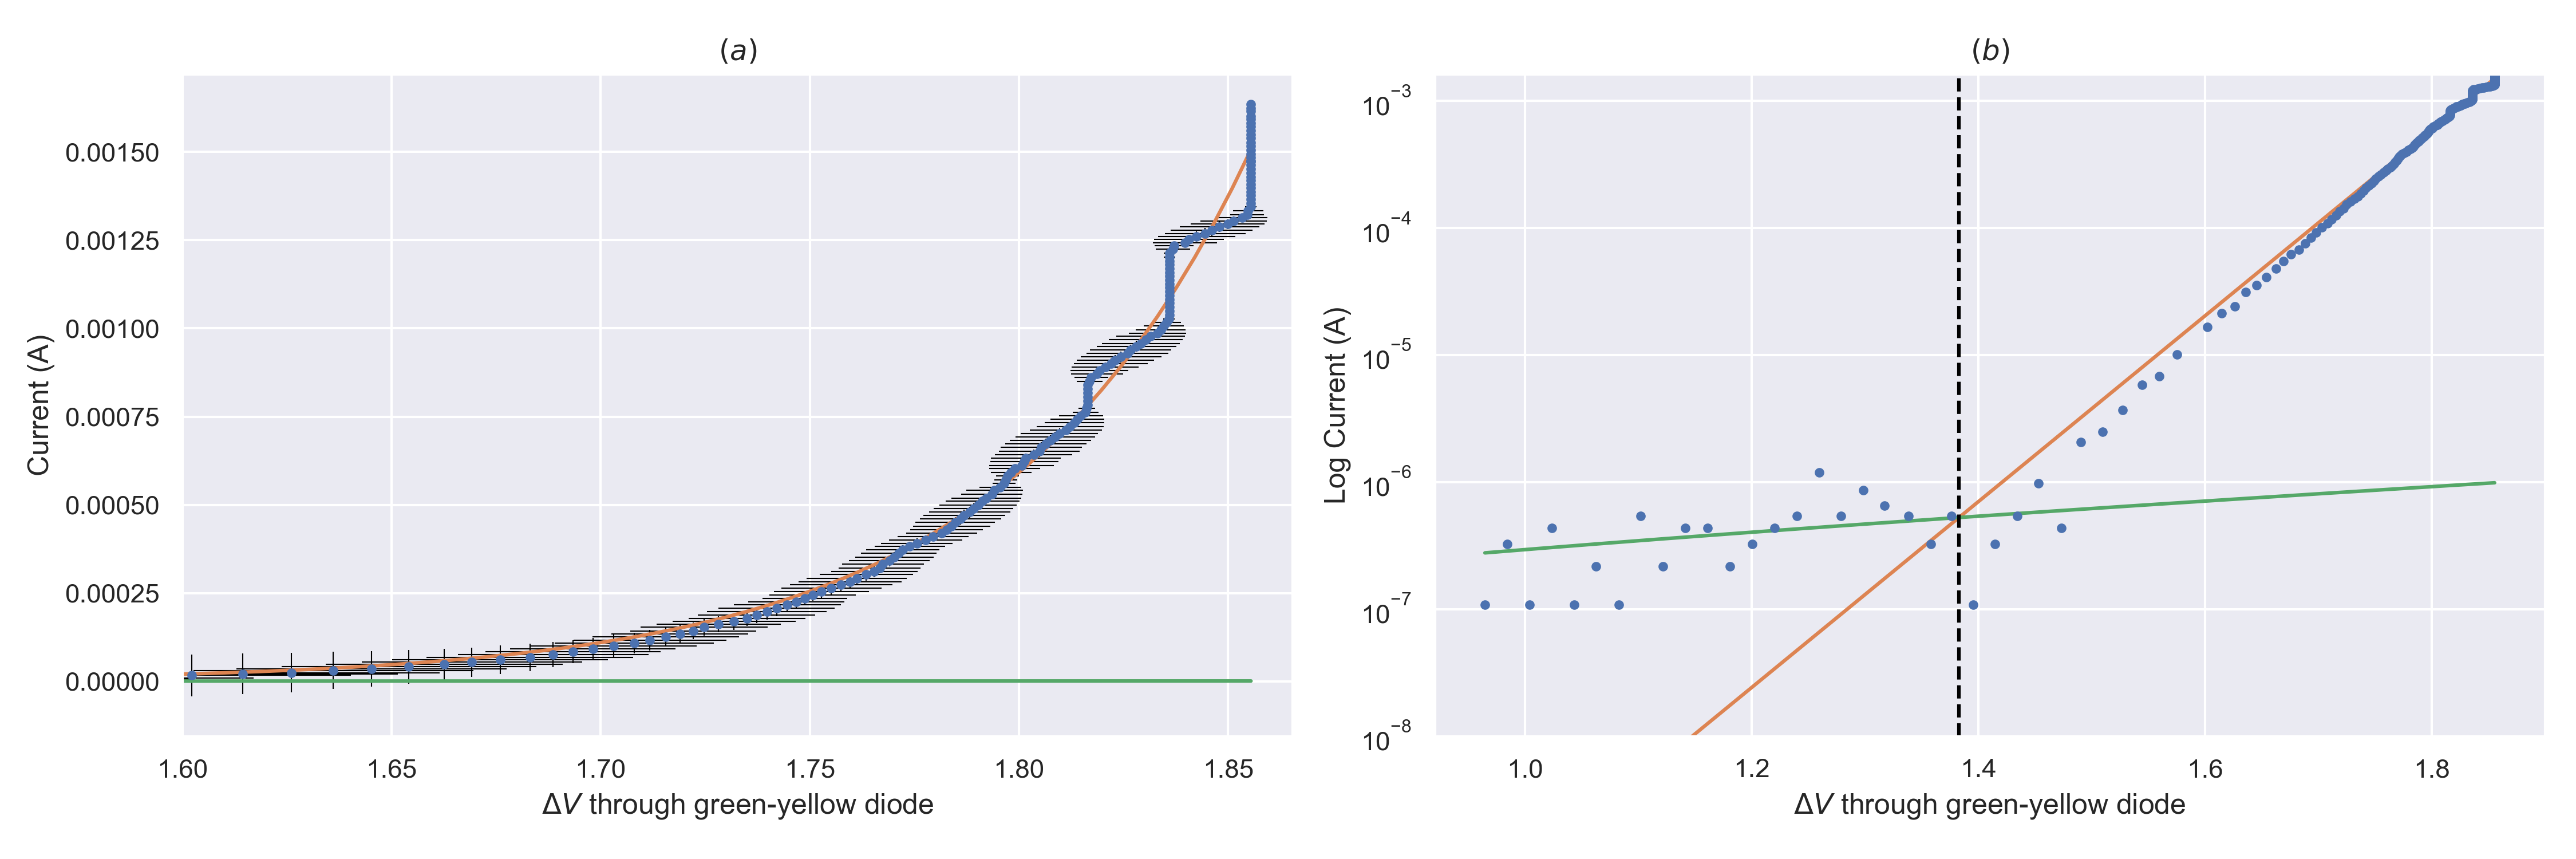 (a)
0.00150
0.00125
0.00100
0.00075
0.00050
0.00025
0.00000
Current (A)
1.60 1.65 1.70 1.75 1.80 1.85
ΔV through green-yellow diode
(b)
10⁻³
10⁻⁴
10⁻⁵
10⁻⁶
10⁻⁷
10⁻⁸
Log Current (A)
1.0 1.2 1.4 1.6 1.8
ΔV through green-yellow diode